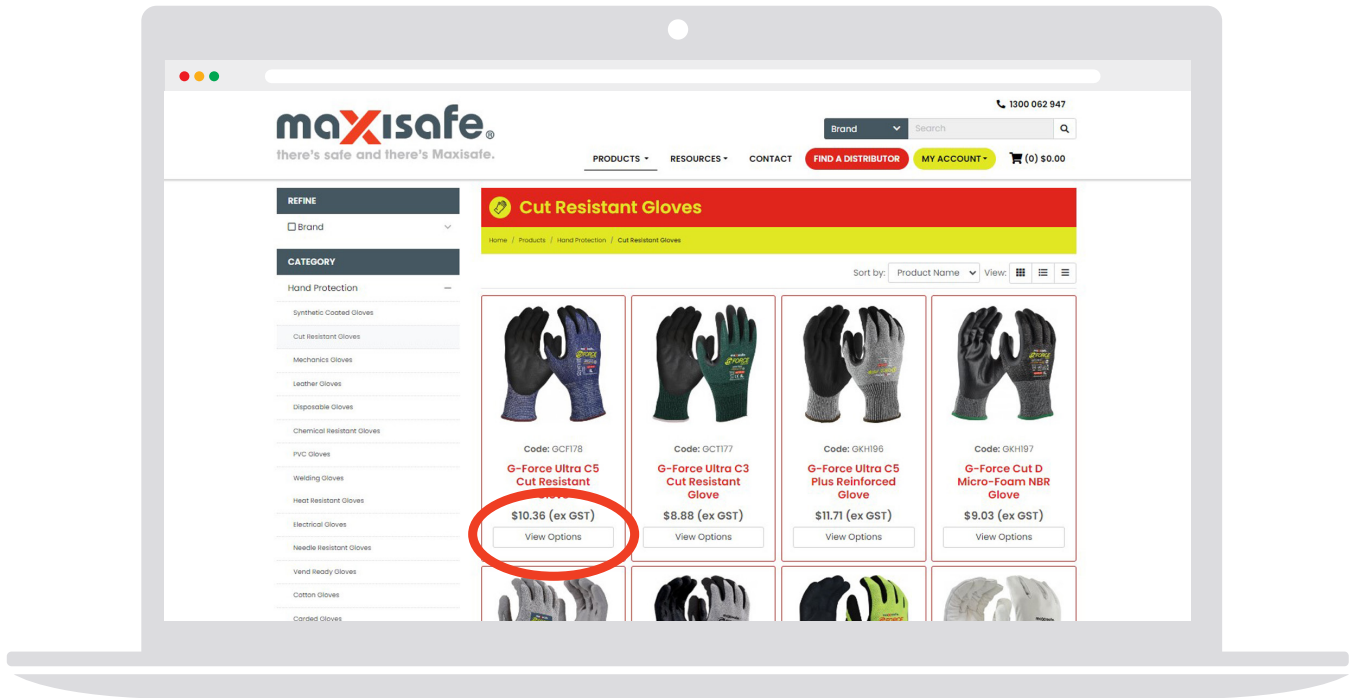 1300 062 947
maxisafe®
there's safe and there's Maxisafe.
Brand
Search
PRODUCTS
RESOURCES
CONTACT
FIND A DISTRIBUTOR
MY ACCOUNT
(0) $0.00
REFINE
Brand
CATEGORY
Hand Protection
Synthetic Coated Gloves
Cut Resistant Gloves
Mechanics Gloves
Leather Gloves
Disposable Gloves
Chemical Resistant Gloves
PVC Gloves
Welding Gloves
Heat Resistant Gloves
Electrical Gloves
Needle Resistant Gloves
Vend Ready Gloves
Cotton Gloves
Carded Gloves
Cut Resistant Gloves
Home / Products / Hand Protection / Cut Resistant Gloves
Sort by: Product Name View:
Code: GCF178
G-Force Ultra C5
Cut Resistant
$10.36 (ex GST)
View Options
Code: GCT177
G-Force Ultra C3
Cut Resistant
Glove
$8.88 (ex GST)
View Options
Code: GKH196
G-Force Ultra C5
Plus Reinforced
Glove
$11.71 (ex GST)
View Options
Code: GKH197
G-Force Cut D
Micro-Foam NBR
Glove
$9.03 (ex GST)
View Options